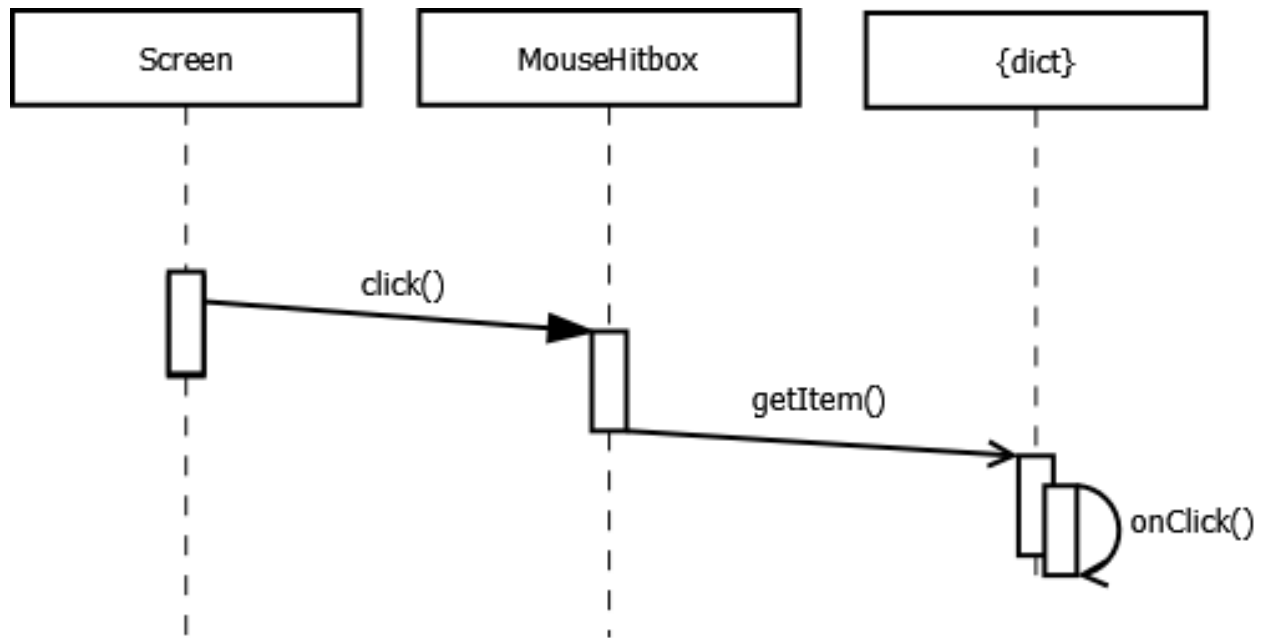 Screen
MouseHitbox
{dict}
click()
getItem()
onClick()